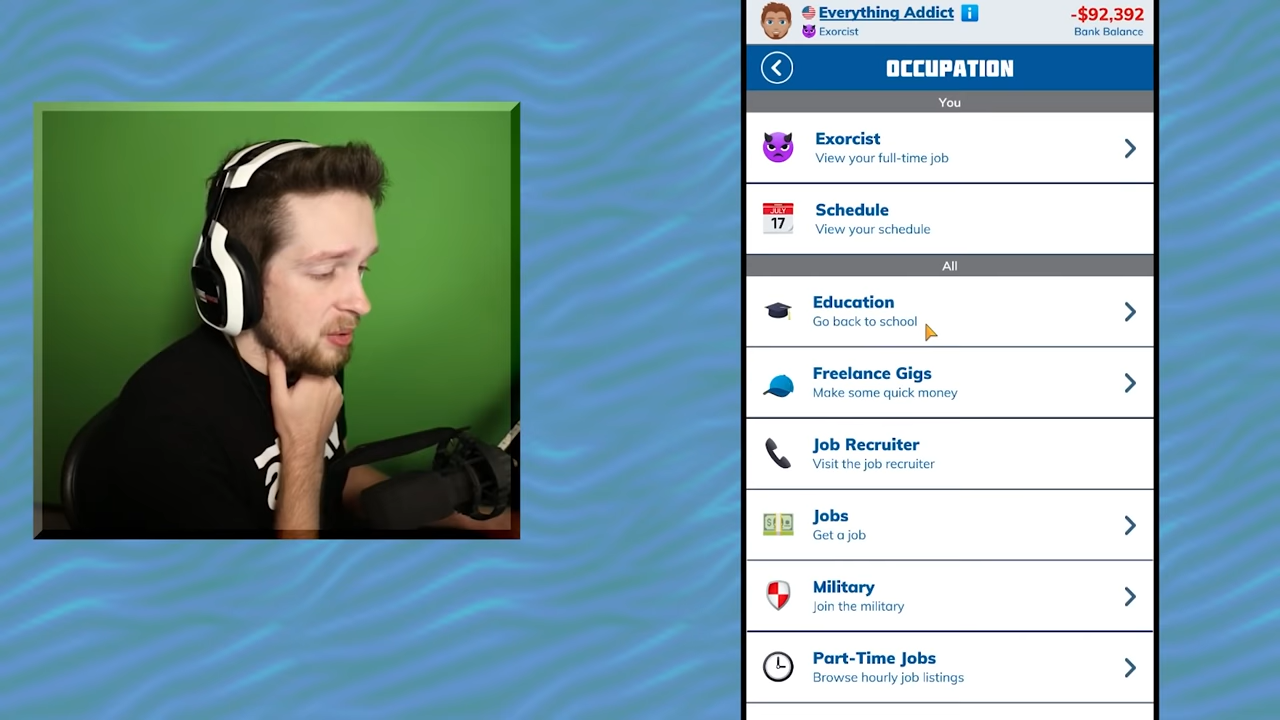 Everything Addict
-$92,392
Exorcist
Bank Balance
OCCUPATION
You
Exorcist
View your full-time job
JULY
17
Schedule
View your schedule
All
Education
Go back to school
Freelance Gigs
Make some quick money
Job Recruiter
Visit the job recruiter
Jobs
Get a job
Military
Join the military
Part-Time Jobs
Browse hourly job listings